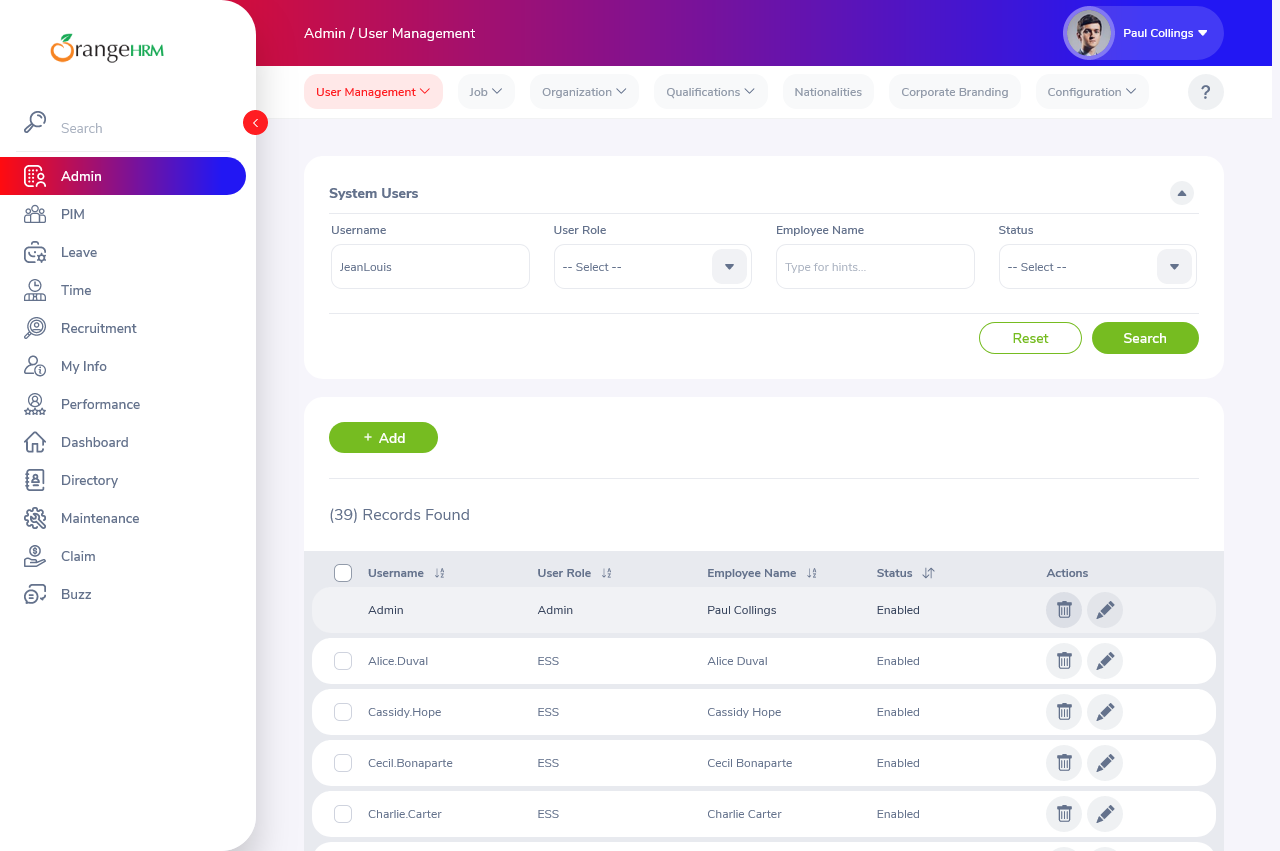 OrangeHRM
Search
Admin
PIM
Leave
Time
Recruitment
My Info
Performance
Dashboard
Directory
Maintenance
Claim
Buzz
Admin / User Management
Paul Collings
User Management
Job
Organization
Qualifications
Nationalities
Corporate Branding
Configuration
?
System Users
Username
User Role
Employee Name
Status
JeanLouis
-- Select --
Type for hints...
-- Select --
Reset
Search
+ Add
(39) Records Found
Username User Role Employee Name Status Actions
Admin Admin Paul Collings Enabled
Alice.Duval ESS Alice Duval Enabled
Cassidy.Hope ESS Cassidy Hope Enabled
Cecil.Bonaparte ESS Cecil Bonaparte Enabled
Charlie.Carter ESS Charlie Carter Enabled